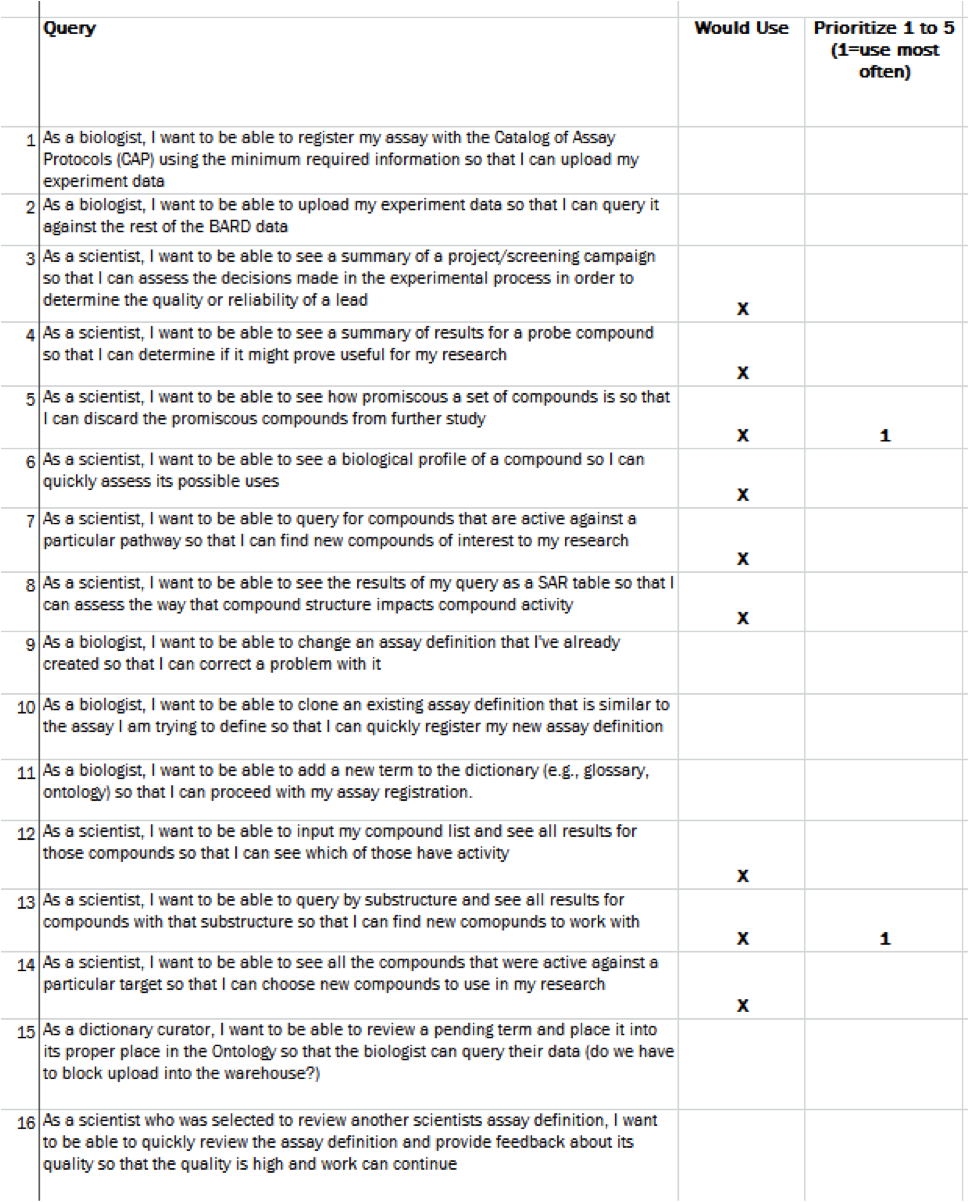 Query Would Use Prioritize 1 to 5
(1=use most
often)
1 As a biologist, I want to be able to register my assay with the Catalog of Assay
Protocols (CAP) using the minimum required information so that I can upload my
experiment data
2 As a biologist, I want to be able to upload my experiment data so that I can query it
against the rest of the BARD data
3 As a scientist, I want to be able to see a summary of a project/screening campaign
so that I can assess the decisions made in the experimental process in order to
determine the quality or reliability of a lead
X
4 As a scientist, I want to be able to see a summary of results for a probe compound
so that I can determine if it might prove useful for my research
X
5 As a scientist, I want to be able to see how promiscuous a set of compounds is so that
I can discard the promiscous compounds from further study
X 1
6 As a scientist, I want to be able to see a biological profile of a compound so I can
quickly assess its possible uses
X
7 As a scientist, I want to be able to query for compounds that are active against a
particular pathway so that I can find new compounds of interest to my research
X
8 As a scientist, I want to be able to see the results of my query as a SAR table so that I
can assess the way that compound structure impacts compound activity
X
9 As a biologist, I want to be able to change an assay definition that I've already
created so that I can correct a problem with it
10 As a biologist, I want to be able to clone an existing assay definition that is similar to
the assay I am trying to define so that I can quickly register my new assay definition
11 As a biologist, I want to be able to add a new term to the dictionary (e.g., glossary,
ontology) so that I can proceed with my assay registration.
12 As a scientist, I want to be able to input my compound list and see all results for
those compounds so that I can see which of those have activity
X
13 As a scientist, I want to be able to query by substructure and see all results for
compounds with that substructure so that I can find new comopunds to work with
X 1
14 As a scientist, I want to be able to see all the compounds that were active against a
particular target so that I can choose new compounds to use in my research
X
15 As a dictionary curator, I want to be able to review a pending term and place it into
its proper place in the Ontology so that the biologist can query their data (do we have
to block upload into the warehouse?)
16 As a scientist who was selected to review another scientists assay definition, I want
to be able to quickly review the assay definition and provide feedback about its
quality so that the quality is high and work can continue